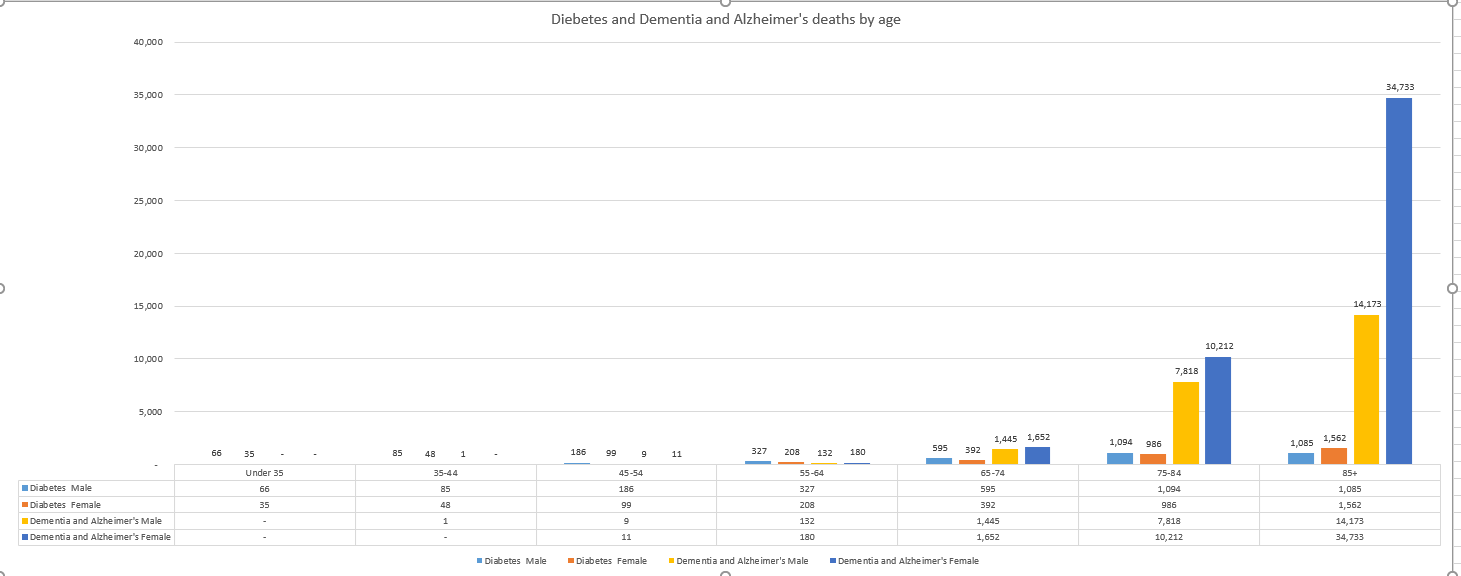 Diebetes and Dementia and Alzheimer's deaths by age
40,000
35,000
34,733
30,000
25,000
20,000
15,000
14,173
10,000
10,212
7,818
5,000
66 35 - - 85 48 1 - 186 99 9 11 327 208 132 180 595 392 1,445 1,652 1,094 986 1,085 1,562
-
Under 35 35-44 45-54 55-64 65-74 75-84 85+
Diabetes Male 66 85 186 327 595 1,094 1,085
Diabetes Female 35 48 99 208 392 986 1,562
Dementia and Alzheimer's Male - 1 9 132 1,445 7,818 14,173
Dementia and Alzheimer's Female - - 11 180 1,652 10,212 34,733
Diabetes Male Diabetes Female Dementia and Alzheimer's Male Dementia and Alzheimer's Female